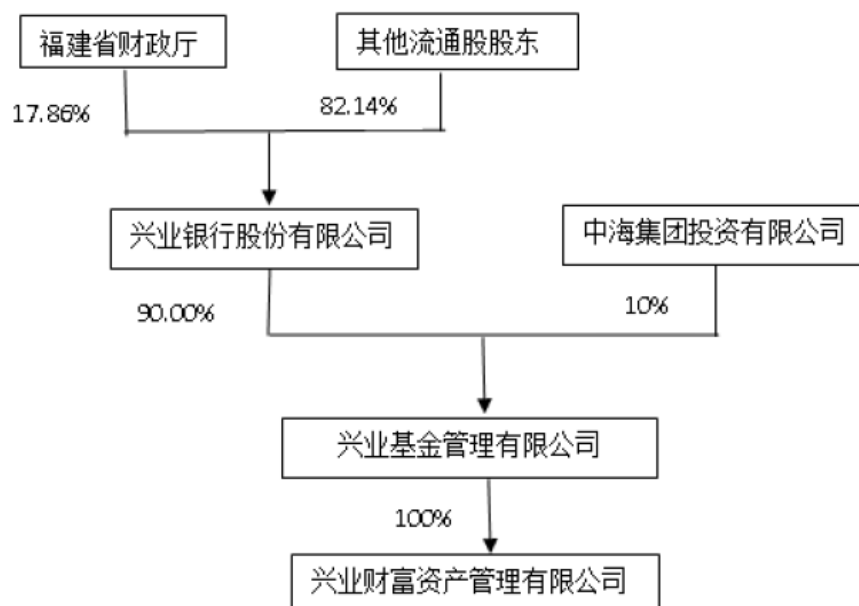 福建省财政厅
其他流通股股东
17.86%
82.14%
兴业银行股份有限公司
中海集团投资有限公司
90.00%
10%
兴业基金管理有限公司
100%
兴业财富资产管理有限公司